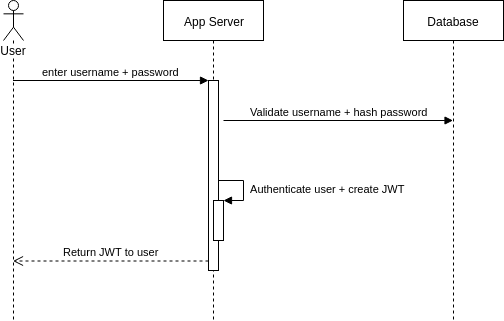 App Server
Database
User
enter username + password
Validate username + hash password
Authenticate user + create JWT
Return JWT to user